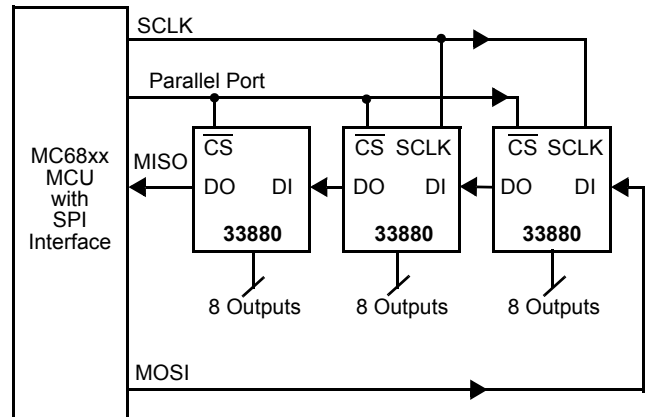 SCLK
Parallel Port
MC68xx
MCU
with
SPI
Interface
MISO
CS
DO DI
33880
8 Outputs
CS SCLK
DO DI
33880
8 Outputs
CS SCLK
DO DI
33880
8 Outputs
MOSI